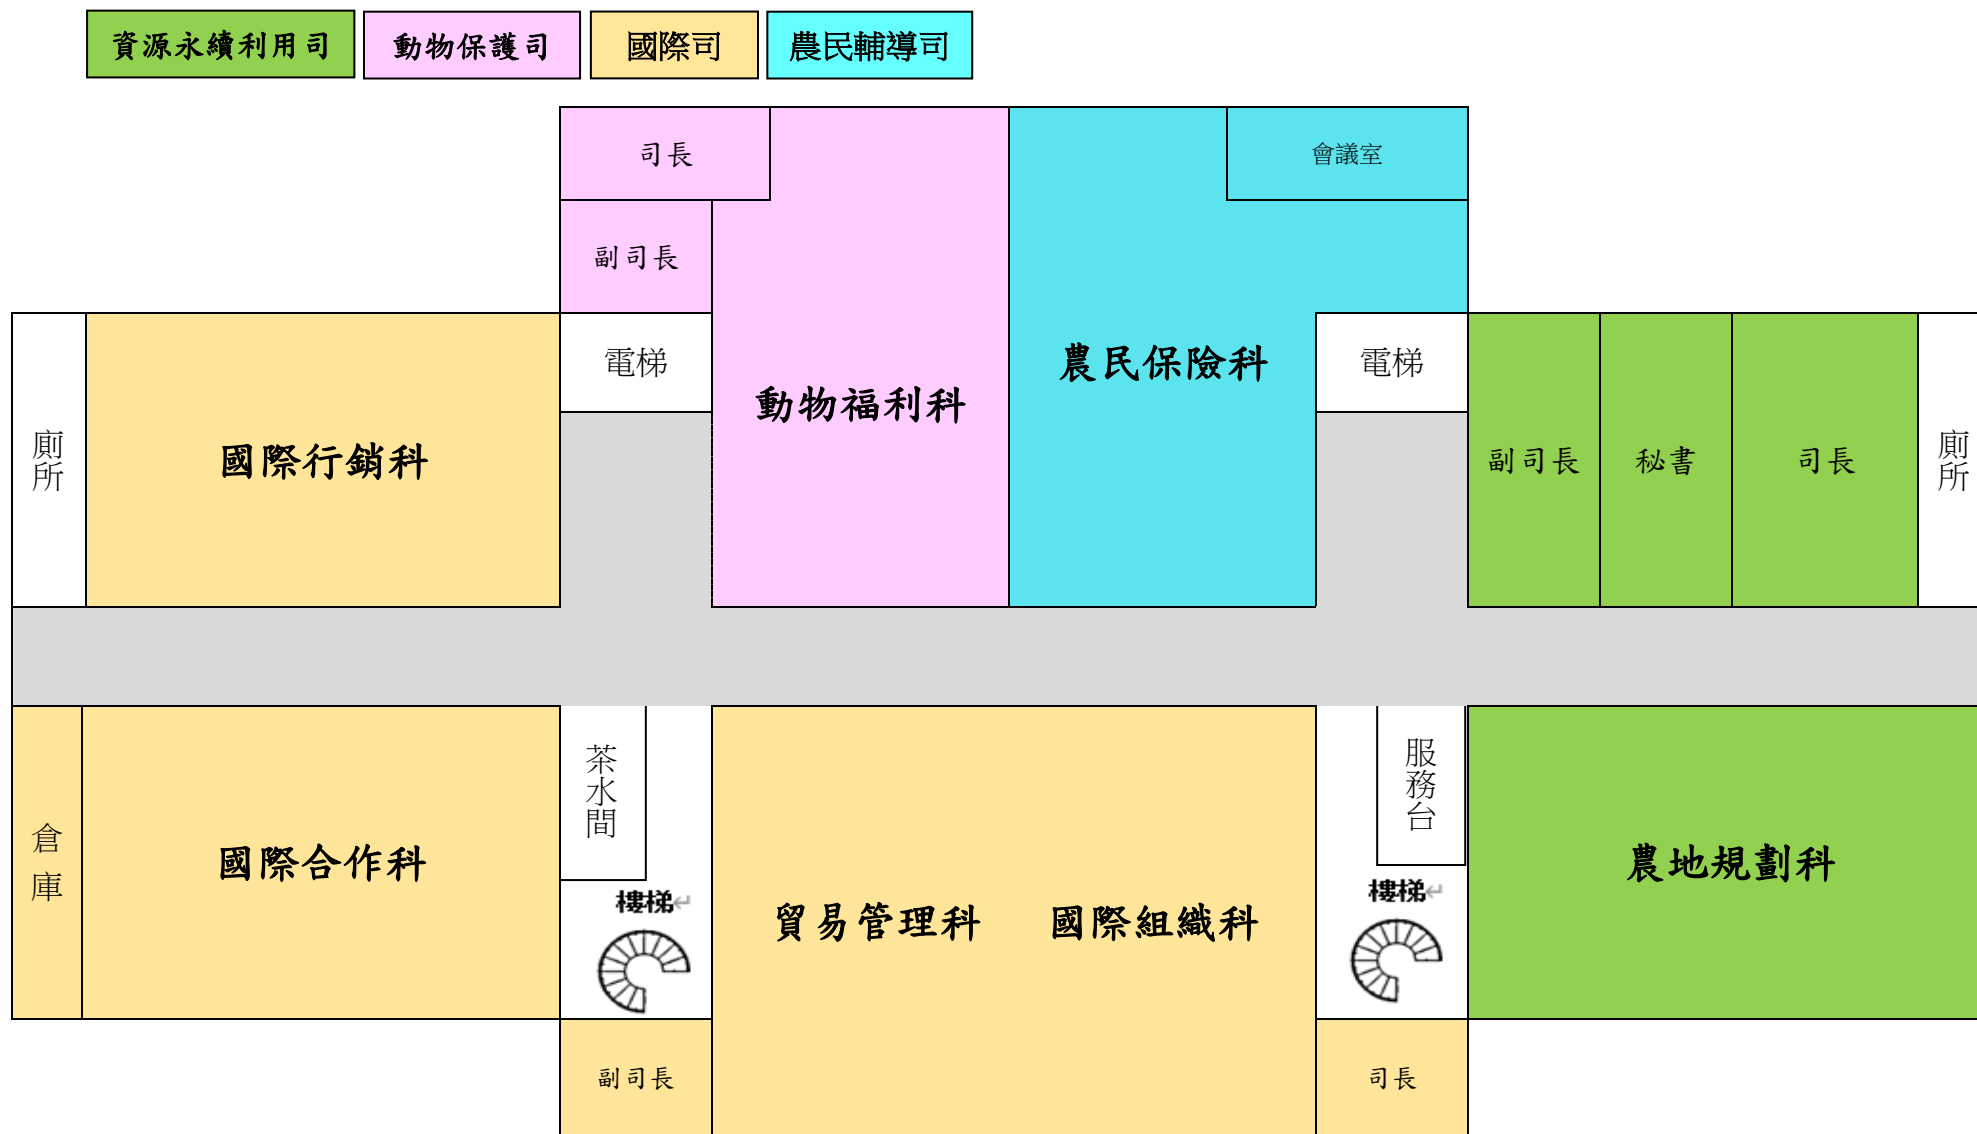 資源永續利用司
動物保護司
國際司
農民輔導司
司長
會議室
副司長
電梯
農民保險科
電梯
動物福利科
廁所
國際行銷科
副司長
秘書
司長
廁所
茶水間
服務台
倉庫
國際合作科
農地規劃科
樓梯↵
樓梯↵
貿易管理科
國際組織科
副司長
司長